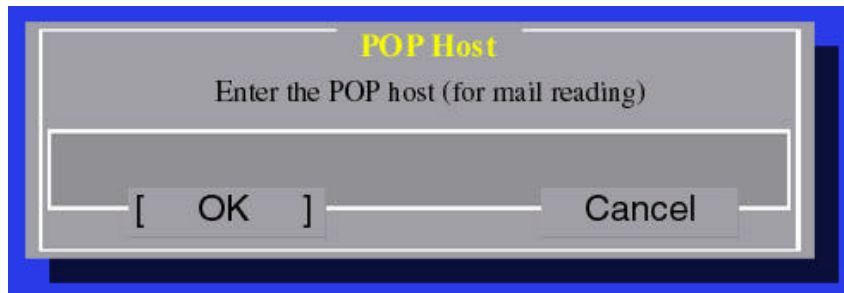 POP Host
Enter the POP host (for mail reading)
[ OK ] Cancel